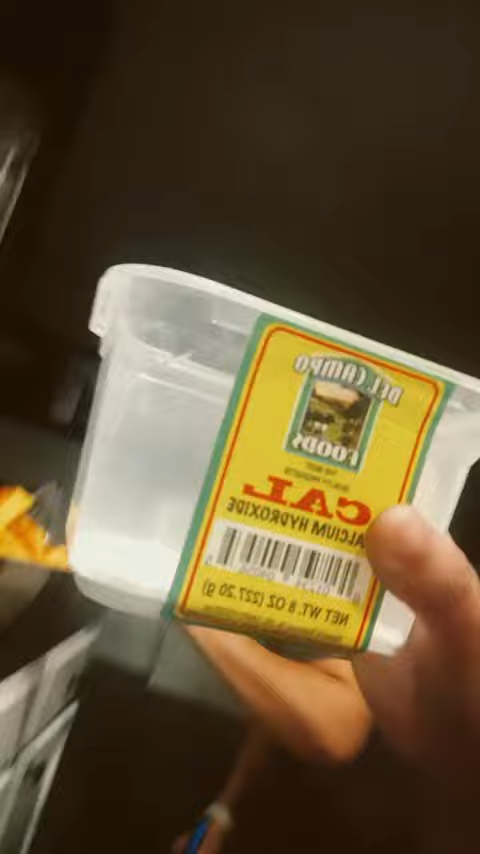 DEL CAMPO
FOODS
CAL
CALCIUM HYDROXIDE
NET WT. 8 OZ (227.20 g)